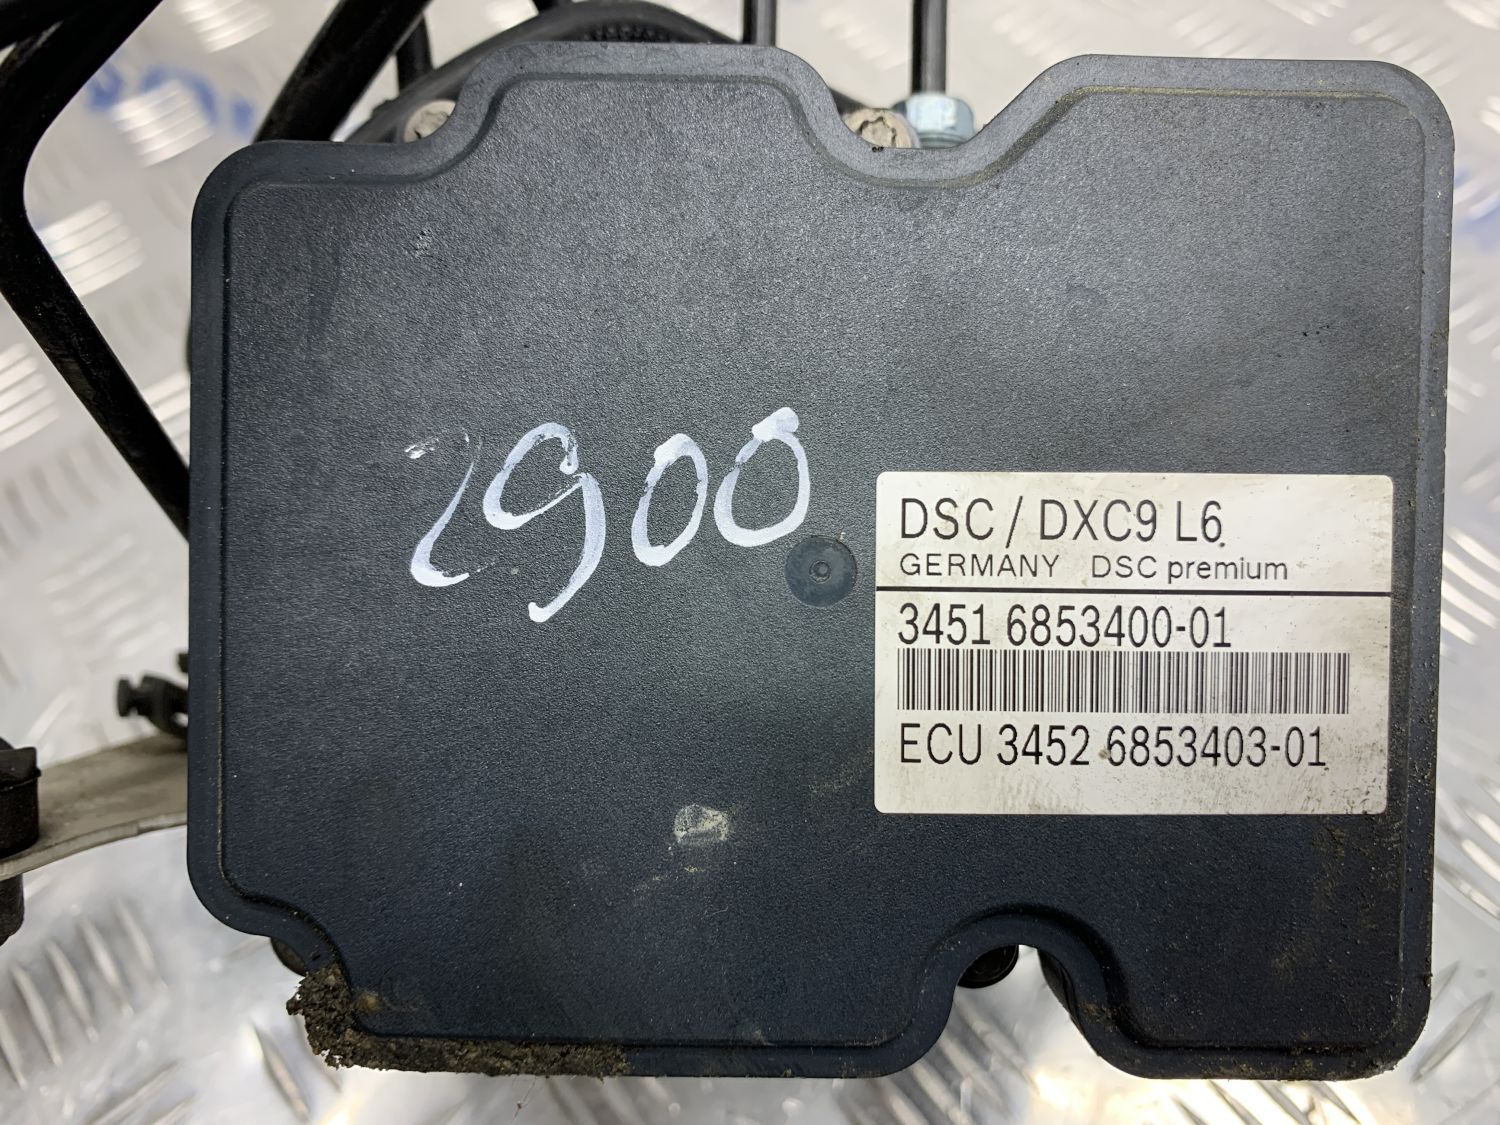 2900
DSC / DXC9 L6
GERMANY DSC premium
3451 6853400-01
ECU 3452 6853403-01